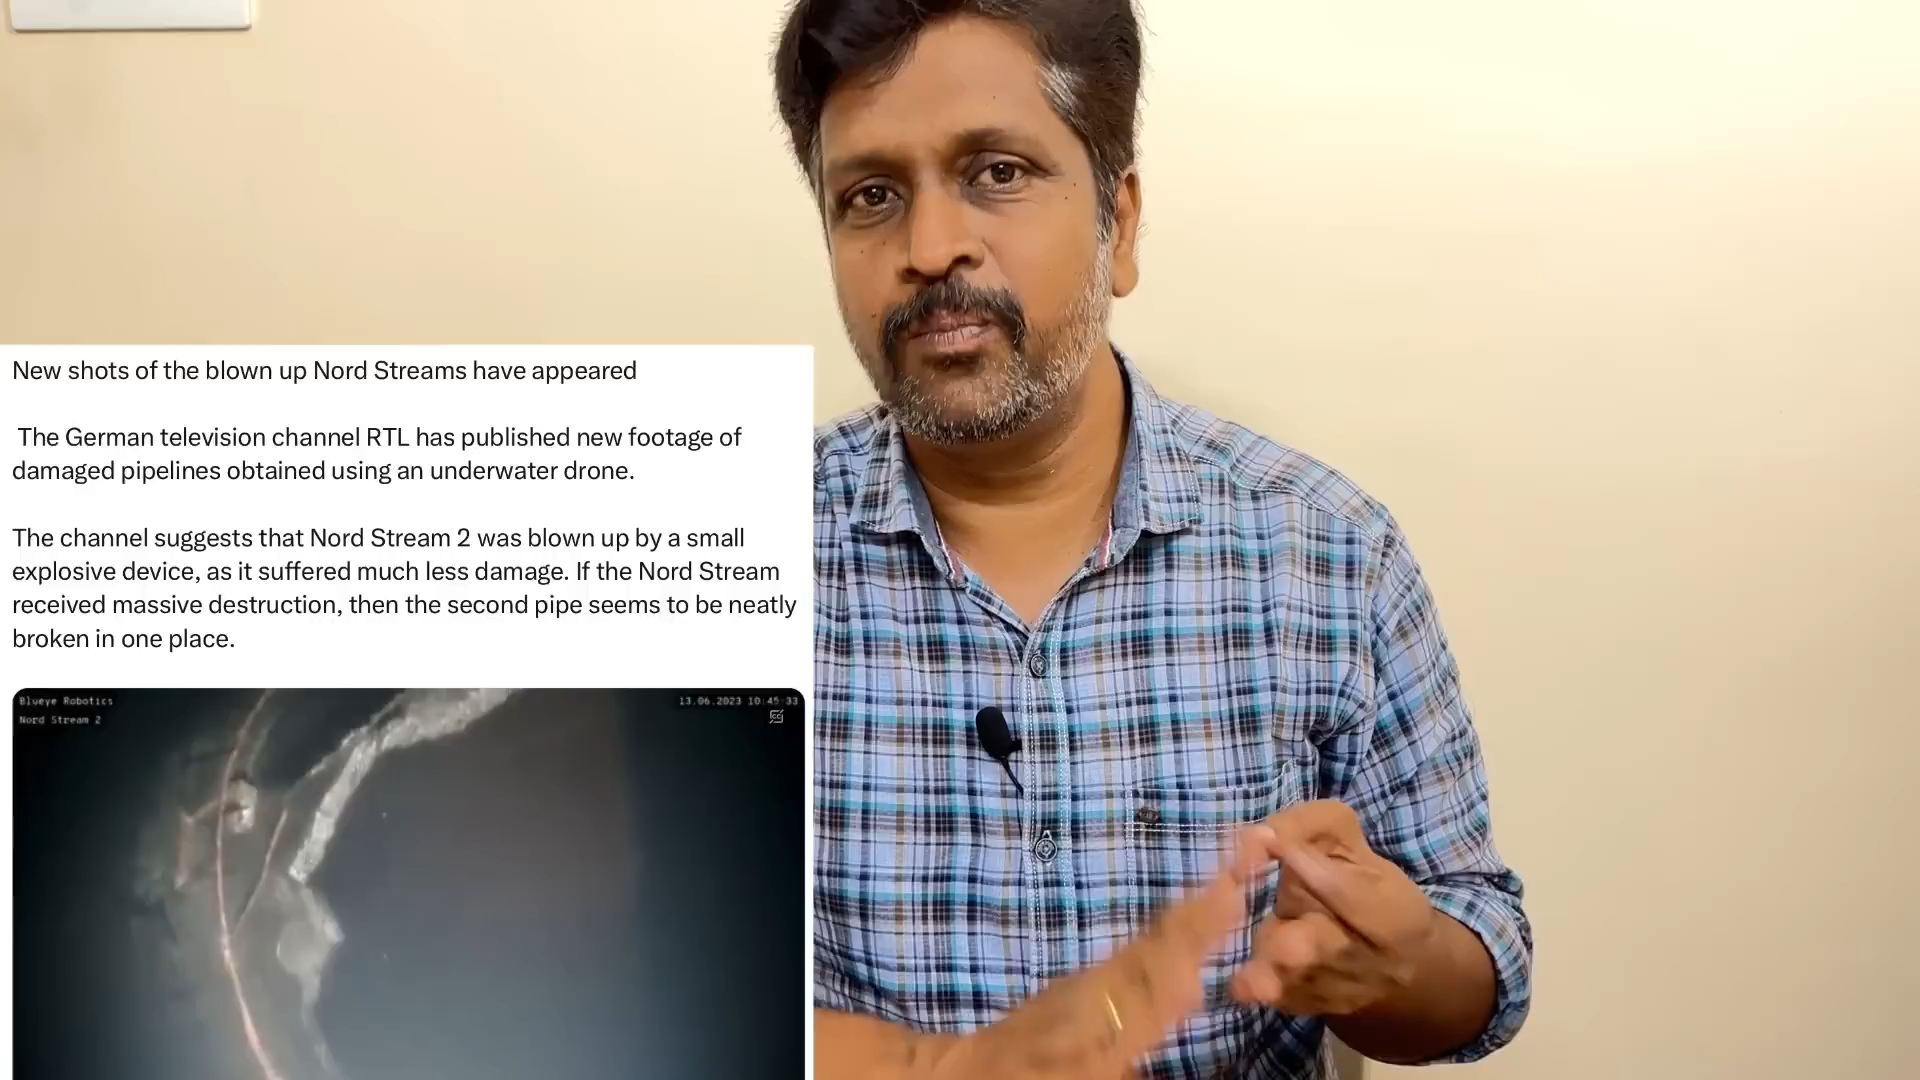 New shots of the blown up Nord Streams have appeared
The German television channel RTL has published new footage of
damaged pipelines obtained using an underwater drone.
The channel suggests that Nord Stream 2 was blown up by a small
explosive device, as it suffered much less damage. If the Nord Stream
received massive destruction, then the second pipe seems to be neatly
broken in one place.
Blueye Robotics
13.06.2023 10:45:33
Nord Stream 2